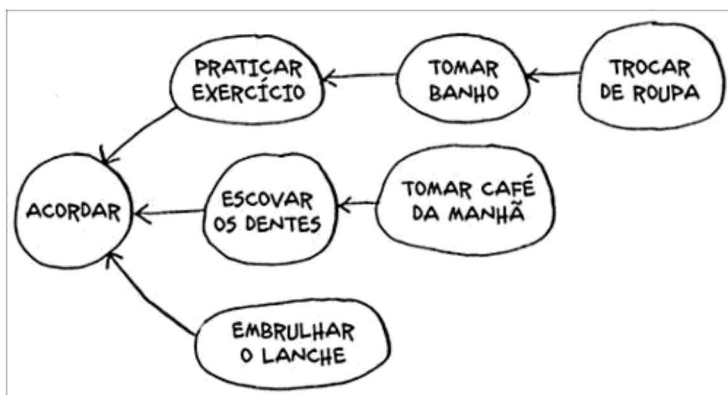 PRATICAR
EXERCÍCIO
TOMAR
BANHO
TROCAR
DE ROUPA
ACORDAR
ESCOVAR
OS DENTES
TOMAR CAFÉ
DA MANHÃ
EMBRULHAR
O LANCHE